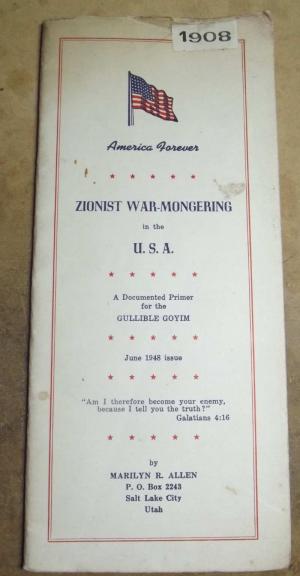 1908
America Forever
ZIONIST WAR-MONGERING
in the
U. S. A.
A Documented Primer
for the
GULLIBLE GOYIM
June 1948 issue
"Am I therefore become your enemy,
because I tell you the truth?"
Galatians 4:16
by
MARILYN R. ALLEN
P. O. Box 2243
Salt Lake City
Utah